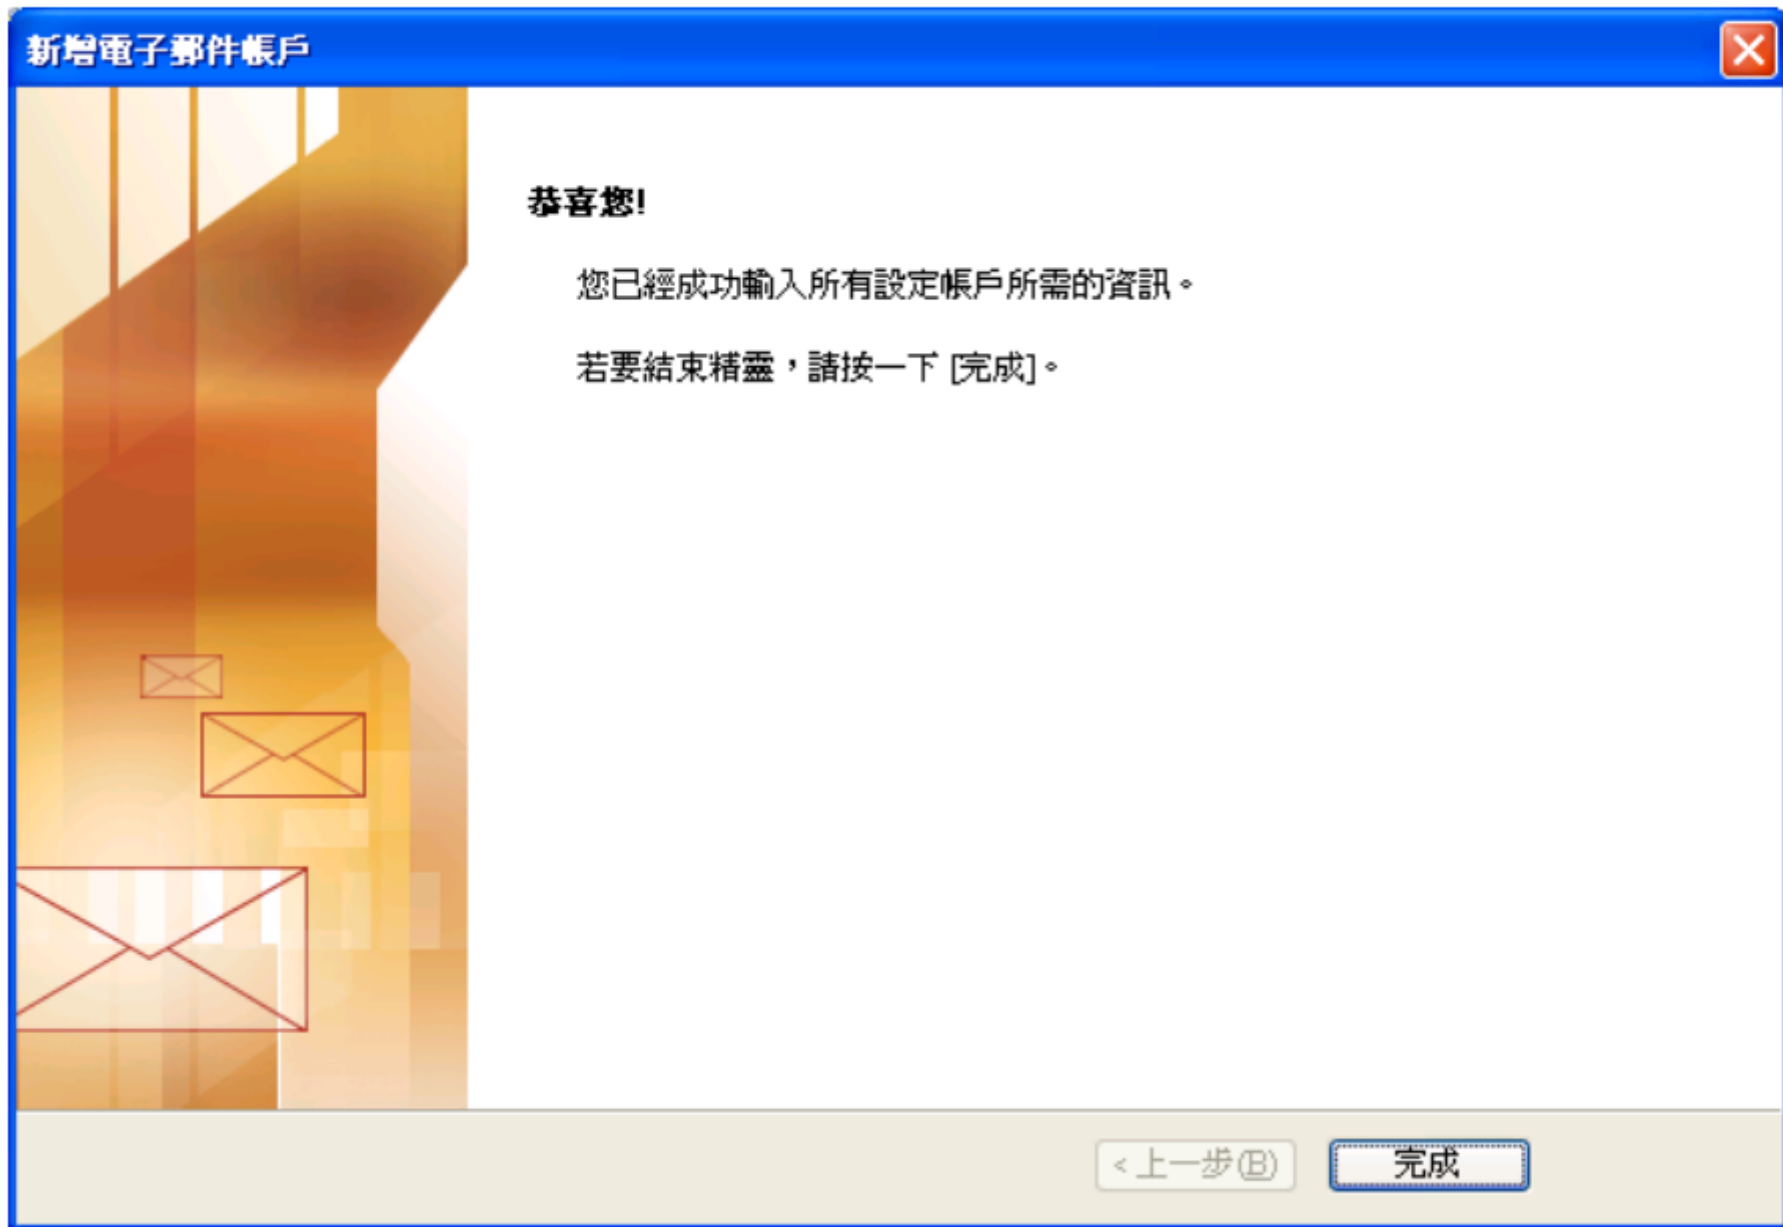 新增電子郵件帳戶
恭喜您!
您已經成功輸入所有設定帳戶所需的資訊。
若要結束精靈，請按一下 [完成]。
< 上一步(B)
完成